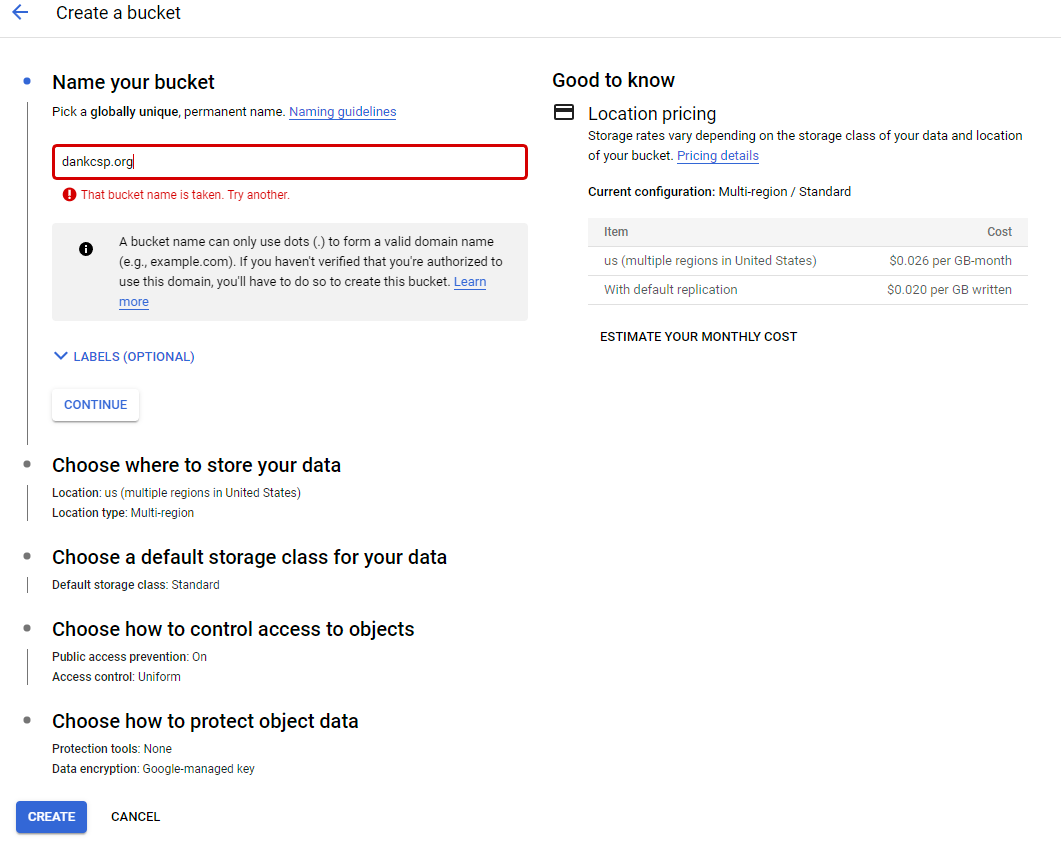 Create a bucket
Name your bucket
Pick a globally unique, permanent name. Naming guidelines
dankcsp.org
That bucket name is taken. Try another.
A bucket name can only use dots (.) to form a valid domain name
(e.g., example.com). If you haven't verified that you're authorized to
use this domain, you'll have to do so to create this bucket. Learn
more
LABELS (OPTIONAL)
CONTINUE
Choose where to store your data
Location: us (multiple regions in United States)
Location type: Multi-region
Choose a default storage class for your data
Default storage class: Standard
Choose how to control access to objects
Public access prevention: On
Access control: Uniform
Choose how to protect object data
Protection tools: None
Data encryption: Google-managed key
CREATE CANCEL
Good to know
Location pricing
Storage rates vary depending on the storage class of your data and location
of your bucket. Pricing details
Current configuration: Multi-region / Standard
Item Cost
us (multiple regions in United States) $0.026 per GB-month
With default replication $0.020 per GB written
ESTIMATE YOUR MONTHLY COST